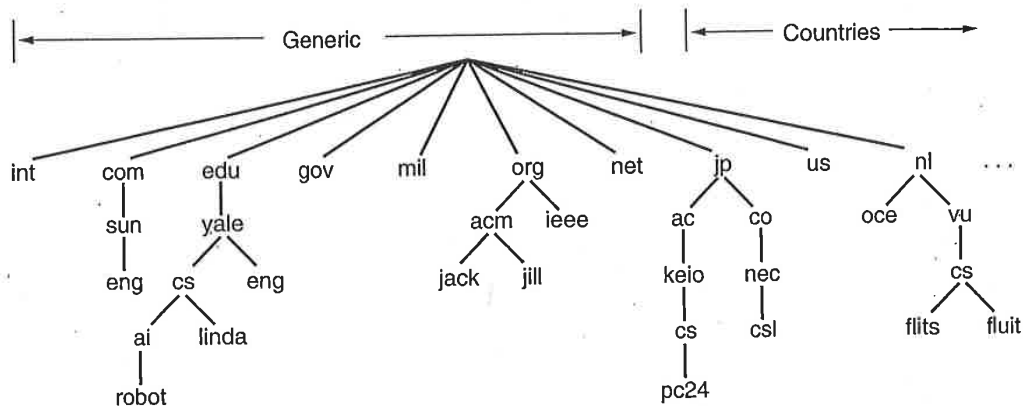 Generic Countries
int com edu gov mil org net jp us nl ...
sun yale acm ieee ac co oce vu
eng cs eng jack jill keio nec cs
ai linda cs csl flits fluit
robot pc24